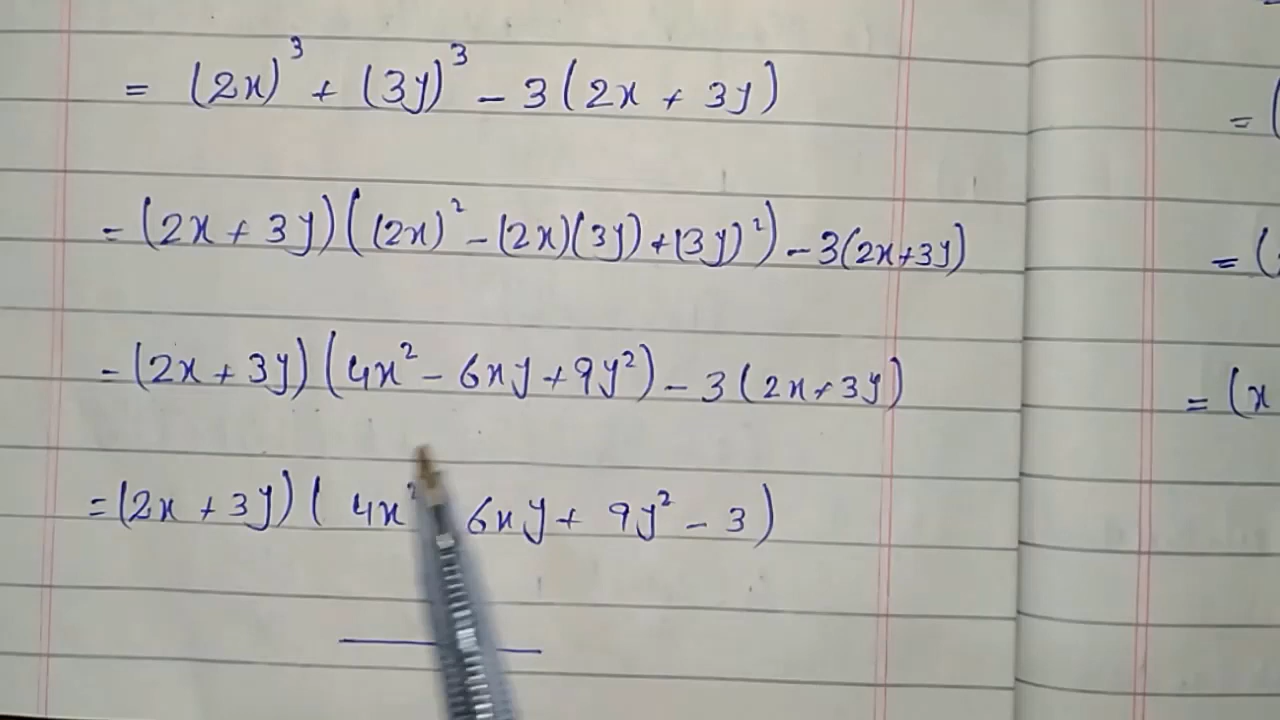 = (2x)³ + (3y)³ - 3(2x + 3y)
= (2x + 3y)((2x)² - (2x)(3y) + (3y)²) - 3(2x+3y)
= (2x + 3y)(4x² - 6xy + 9y²) - 3(2x+3y)
= (2x + 3y)(4x² 6xy + 9y² - 3)
= (
= (
= (x